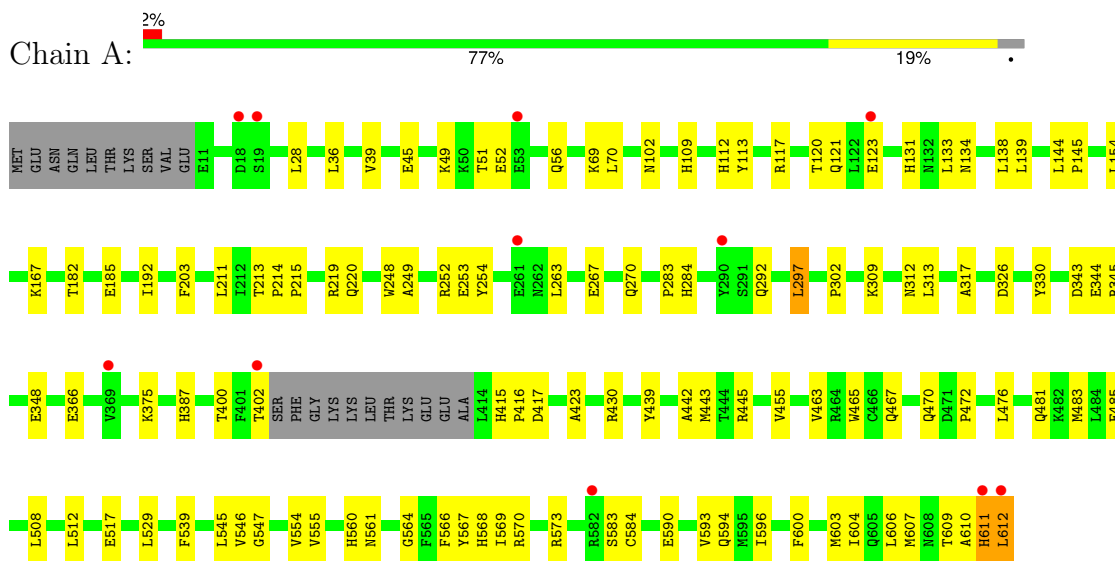 2%
Chain A:
77% 19% •
MET GLU ASN GLN LEU THR LYS SER VAL GLU E11 D18 S19 L28 L36 V39 E45 K49 K50 T51 E52 E53 Q56 K69 L70 N102 H109 H112 Y113 R117 T120 Q121 L122 E123 H131 N132 L133 N134 L138 L139 L144 P145 L154
K167 T182 E185 I192 F203 L211 I212 T213 P214 P215 R219 Q220 W248 A249 R252 E253 Y254 E261 N262 L263 E267 Q270 P283 H284 Y290 S291 Q292 L297 P302 K309 N312 L313 A317 D326 Y330 D343 E344
E348 E366 V369 K375 H387 T400 F401 T402 SER PHE GLY LYS LYS LEU THR LYS GLU GLU ALA L414 H415 P416 D417 A423 R430 Y439 A442 M443 T444 R445 V455 V463 R464 W465 C466 Q467 Q470 D471 P472 L476 Q481 K482 M483 L484
L508 L512 E517 L529 F539 L545 V546 G547 V554 V555 H560 N561 G564 F565 F566 Y567 H568 I569 R570 R573 R582 S583 C584 E590 V593 Q594 M595 I596 F600 M603 I604 Q605 L606 M607 N608 T609 A610 H611 L612